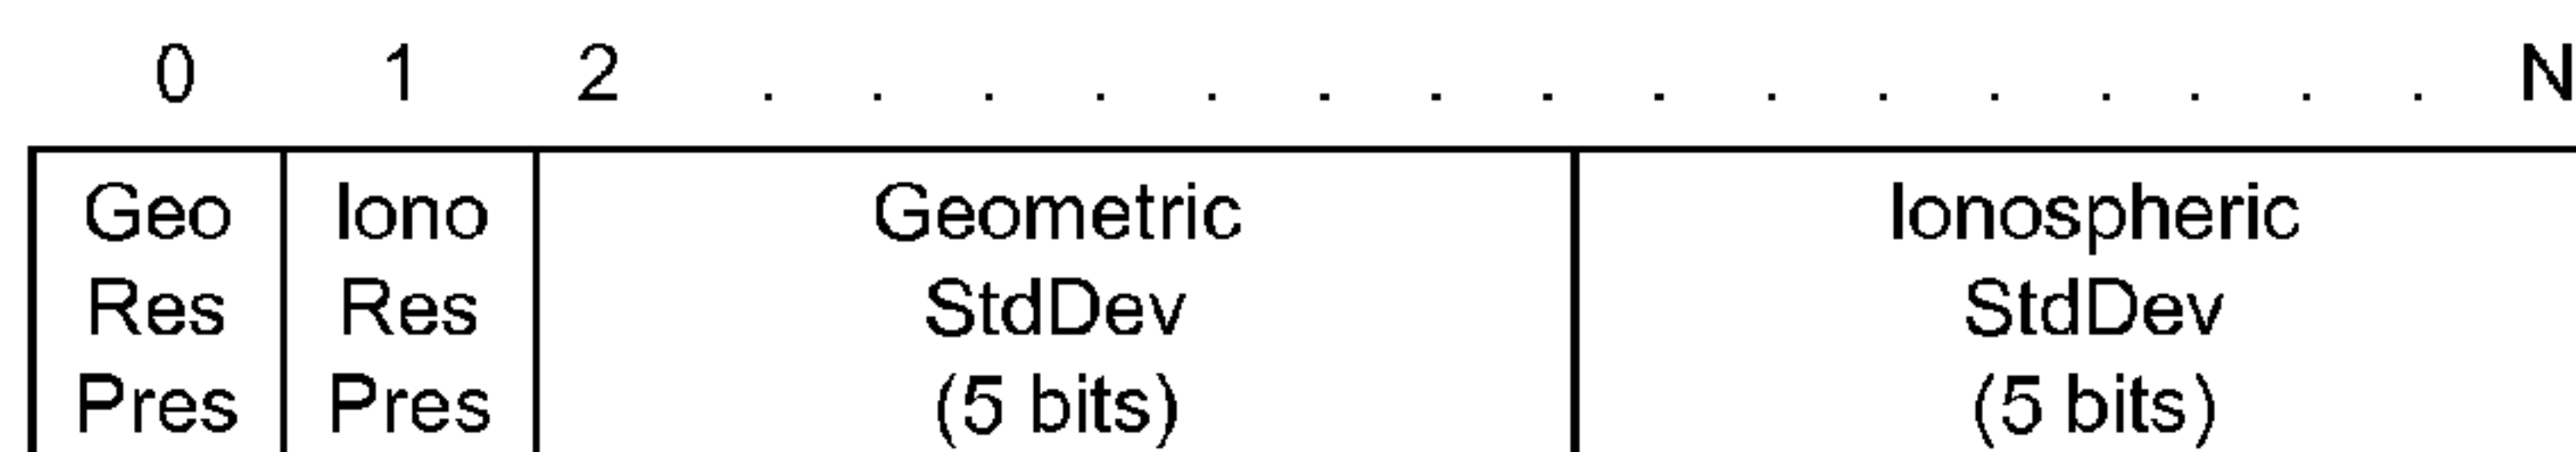 0 1 2 . . . . . . . . . . . . . . . . N
Geo Iono Geometric Ionospheric
Res Res StdDev StdDev
Pres Pres (5 bits) (5 bits)